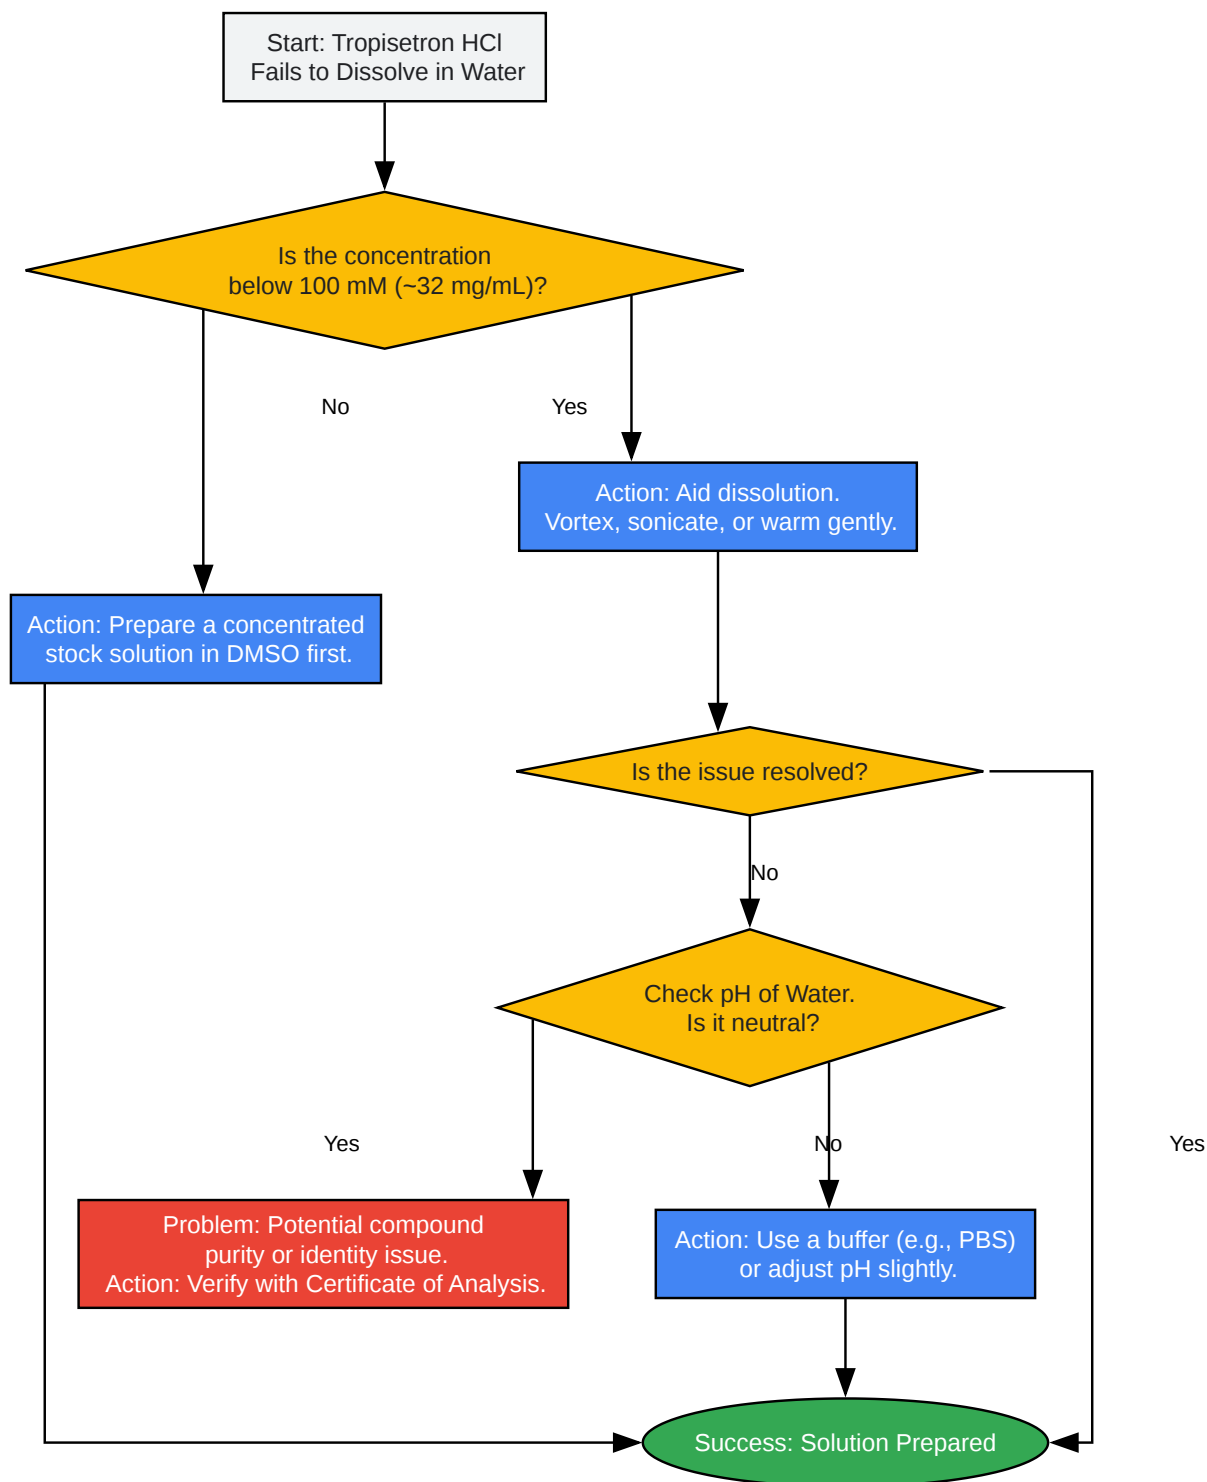 Start: Tropisetron HCl
Fails to Dissolve in Water
Is the concentration
below 100 mM (~32 mg/mL)?
No
Yes
Action: Aid dissolution.
Vortex, sonicate, or warm gently.
Action: Prepare a concentrated
stock solution in DMSO first.
Is the issue resolved?
No
Check pH of Water.
Is it neutral?
Yes
No
Yes
Problem: Potential compound
purity or identity issue.
Action: Verify with Certificate of Analysis.
Action: Use a buffer (e.g., PBS)
or adjust pH slightly.
Success: Solution Prepared